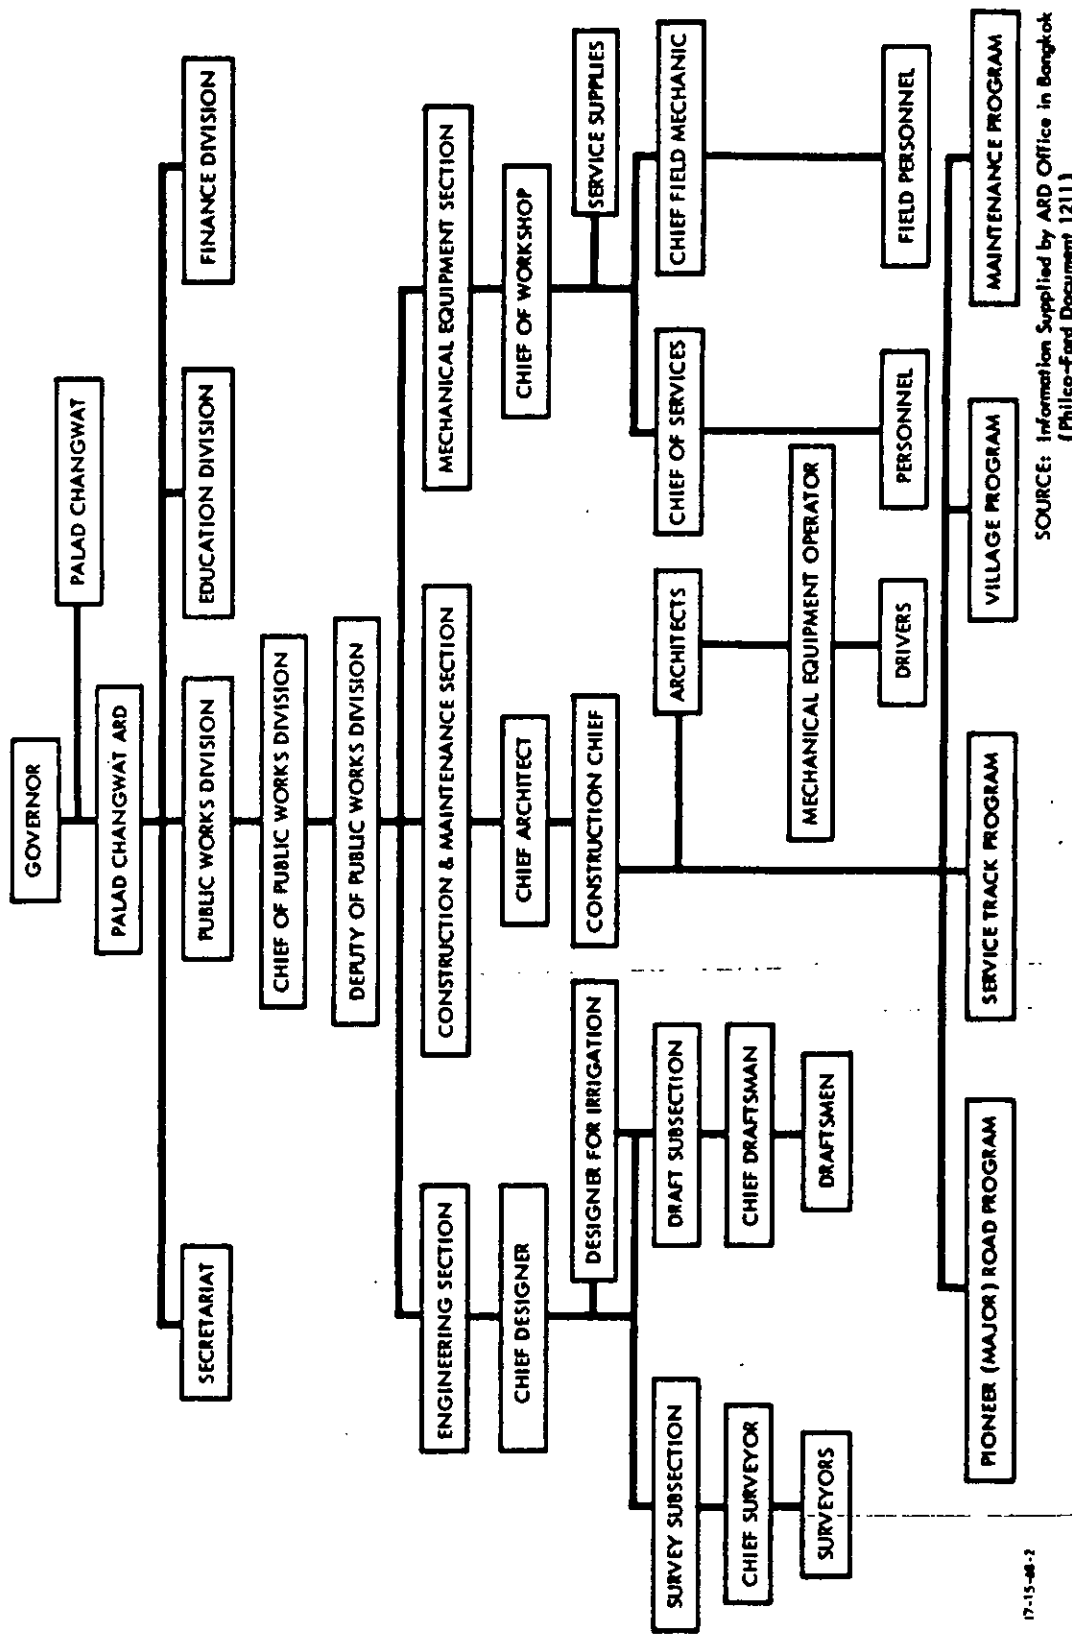 GOVERNOR
PALAD CHANGWAT
PALAD CHANGWAT ARD
SECRETARIAT
PUBLIC WORKS DIVISION
EDUCATION DIVISION
FINANCE DIVISION
CHIEF OF PUBLIC WORKS DIVISION
DEPUTY OF PUBLIC WORKS DIVISION
ENGINEERING SECTION
CONSTRUCTION & MAINTENANCE SECTION
MECHANICAL EQUIPMENT SECTION
CHIEF DESIGNER
CHIEF ARCHITECT
CHIEF OF WORKSHOP
DESIGNER FOR IRRIGATION
CONSTRUCTION CHIEF
SERVICE SUPPLIES
SURVEY SUBSECTION
DRAFT SUBSECTION
ARCHITECTS
CHIEF OF SERVICES
CHIEF FIELD MECHANIC
CHIEF SURVEYOR
CHIEF DRAFTSMAN
SURVEYORS
DRAFTSMEN
MECHANICAL EQUIPMENT OPERATOR
DRIVERS
PERSONNEL
FIELD PERSONNEL
PIONEER (MAJOR) ROAD PROGRAM
SERVICE TRACK PROGRAM
VILLAGE PROGRAM
MAINTENANCE PROGRAM
SOURCE: Information Supplied by ARD Office in Bangkok
(Philco-Ford Document 1211)
17-15-68-2